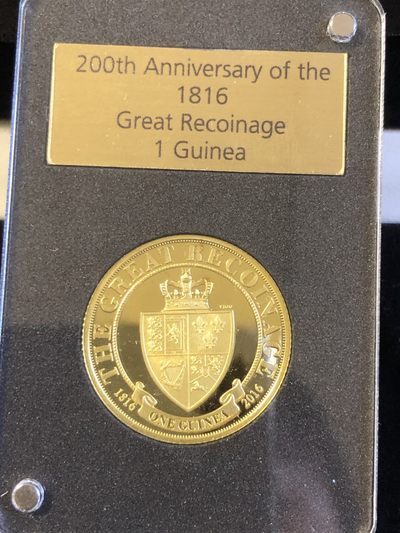 200th Anniversary of the
1816
Great Recoinage
1 Guinea
THE GREAT RECOINAGE
1816 ONE GUINEA 2016